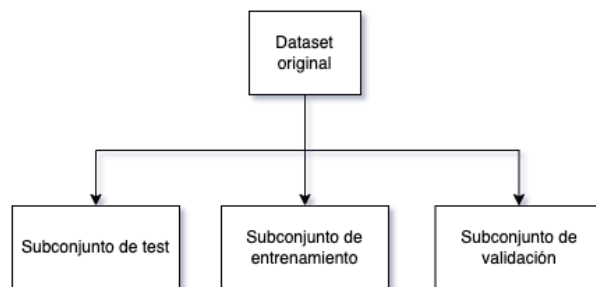 Dataset
original
Subconjunto de test
Subconjunto de
entrenamiento
Subconjunto de
validación